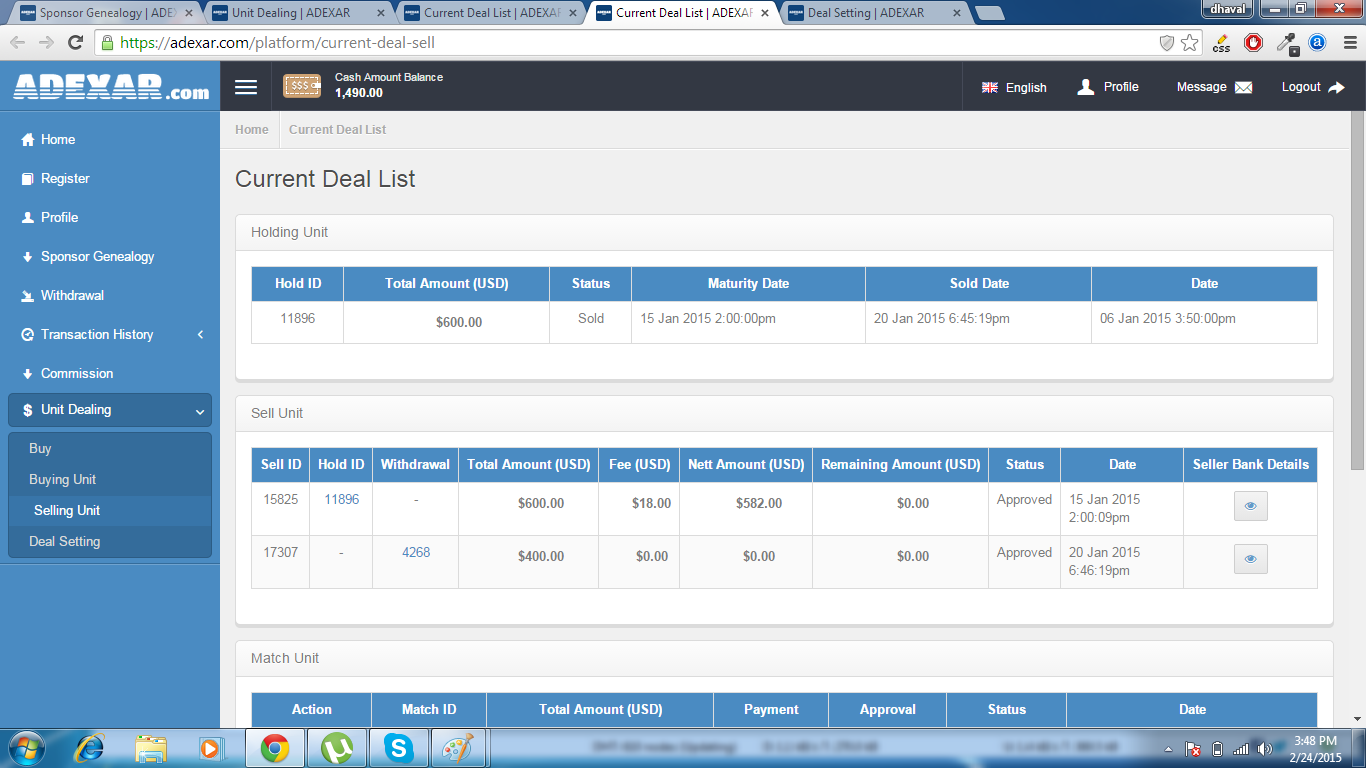 Sponsor Genealogy | ADEX
Unit Dealing | ADEXAR
Current Deal List | ADEXAR
Current Deal List | ADEXAR
Deal Setting | ADEXAR
dhaval
https://adexar.com/platform/current-deal-sell
css
ADEXAR.com
$$$
Cash Amount Balance
1,490.00
English
Profile
Message
Logout
Home
Register
Profile
Sponsor Genealogy
Withdrawal
Transaction History
Commission
$ Unit Dealing
Buy
Buying Unit
Selling Unit
Deal Setting
Home
Current Deal List
Current Deal List
Holding Unit
Hold ID Total Amount (USD) Status Maturity Date Sold Date Date
11896 $600.00 Sold 15 Jan 2015 2:00:00pm 20 Jan 2015 6:45:19pm 06 Jan 2015 3:50:00pm
Sell Unit
Sell ID Hold ID Withdrawal Total Amount (USD) Fee (USD) Nett Amount (USD) Remaining Amount (USD) Status Date Seller Bank Details
15825 11896 - $600.00 $18.00 $582.00 $0.00 Approved 15 Jan 2015
2:00:09pm
17307 - 4268 $400.00 $0.00 $0.00 $0.00 Approved 20 Jan 2015
6:46:19pm
Match Unit
Action Match ID Total Amount (USD) Payment Approval Status Date
3:48 PM
2/24/2015